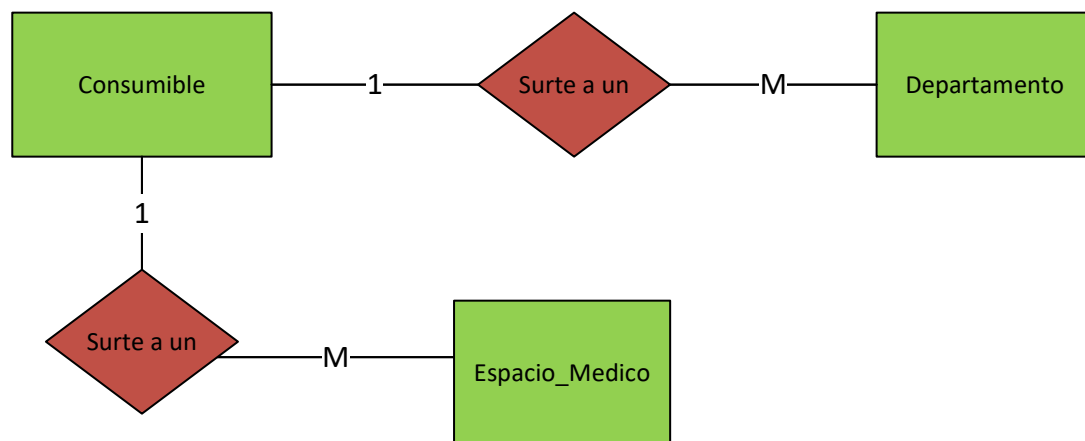 Consumible
1
Surte a un
M
Departamento
1
Surte a un
M
Espacio_Medico